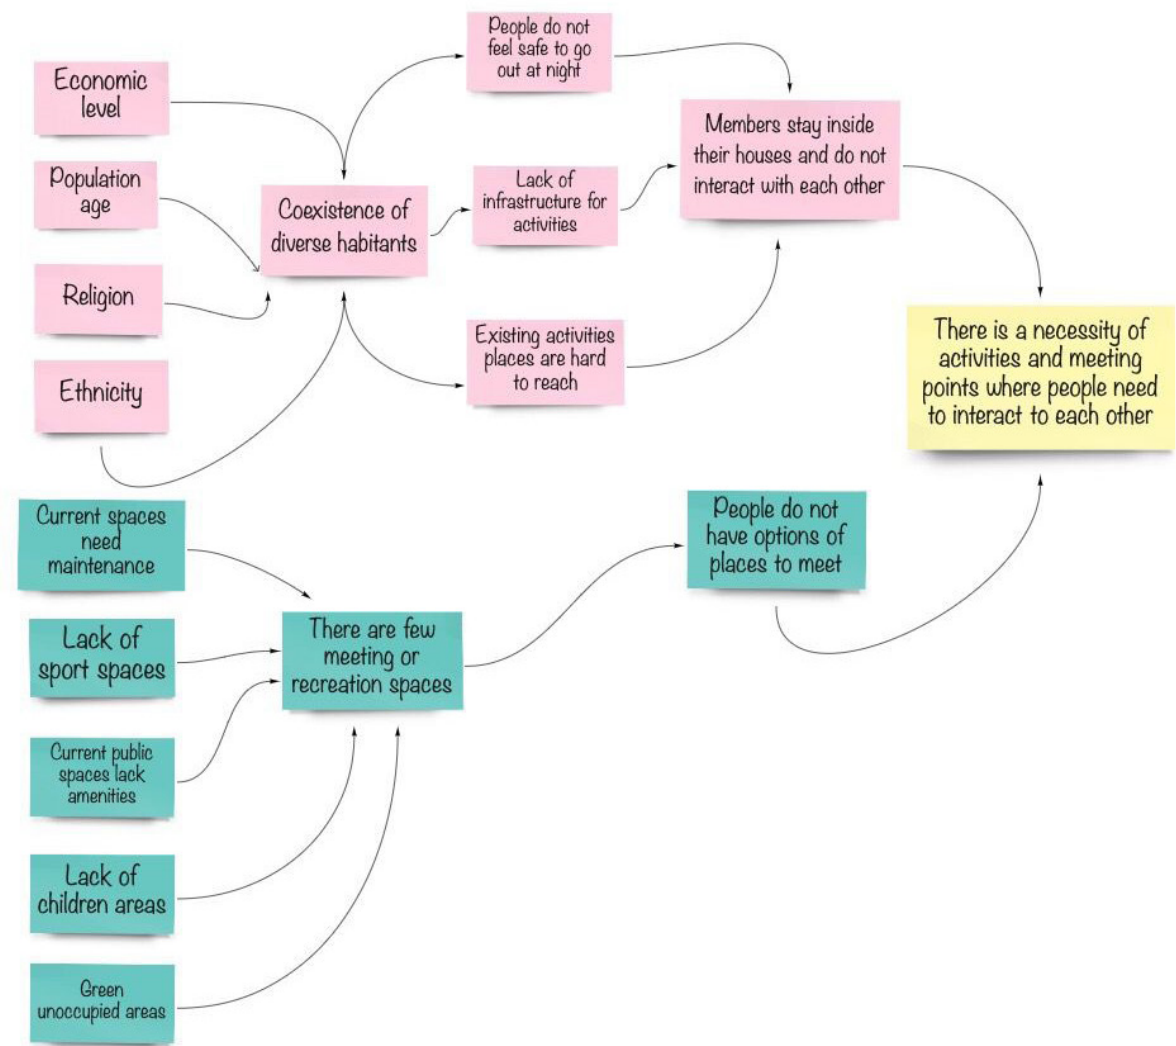 Economic
level
Population
age
Religion
Ethnicity
Coexistence of
diverse habitants
People do not
feel safe to go
out at night
Lack of
infrastructure for
activities
Existing activities
places are hard
to reach
Members stay inside
their houses and do not
interact with each other
There is a necessity of
activities and meeting
points where people need
to interact to each other
Current spaces
need
maintenance
Lack of
sport spaces
Current public
spaces lack
amenities
Lack of
children areas
Green
unoccupied areas
There are few
meeting or
recreation spaces
People do not
have options of
places to meet